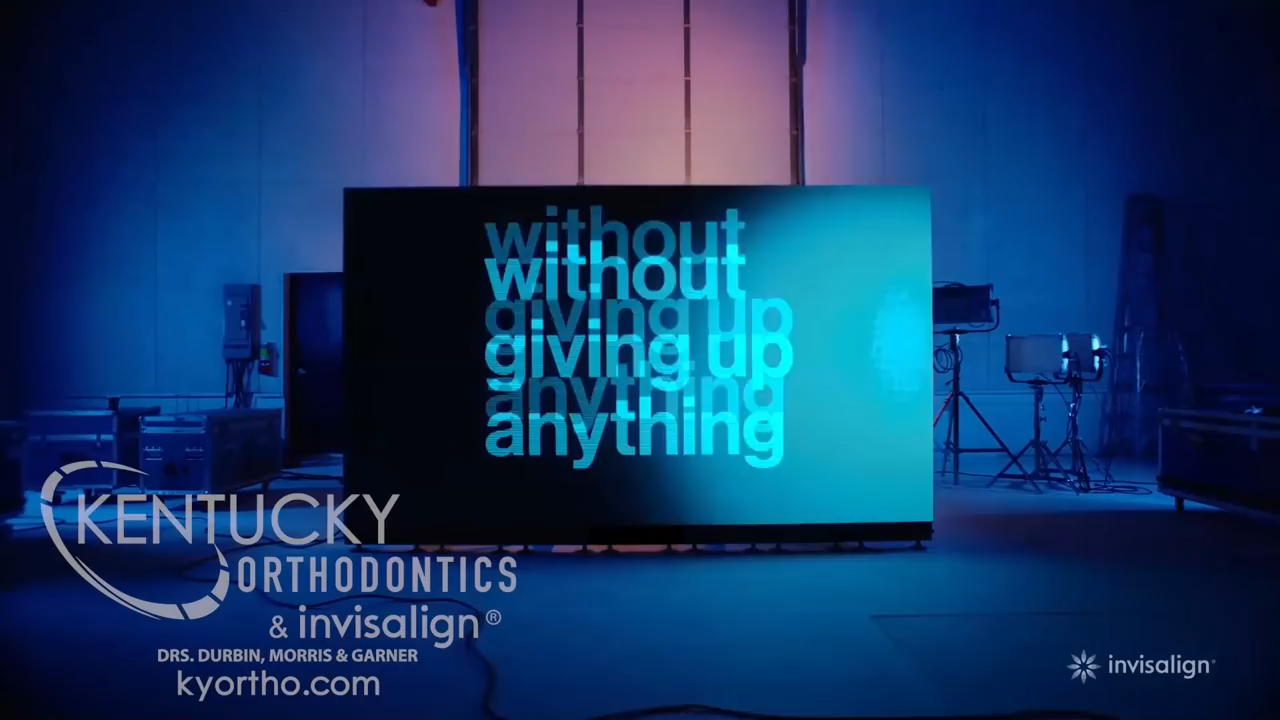 without
without
giving up
giving up
anything
anything
KENTUCKY
ORTHODONTICS
& invisalign®
DRS. DURBIN, MORRIS & GARNER
kyortho.com
invisalign